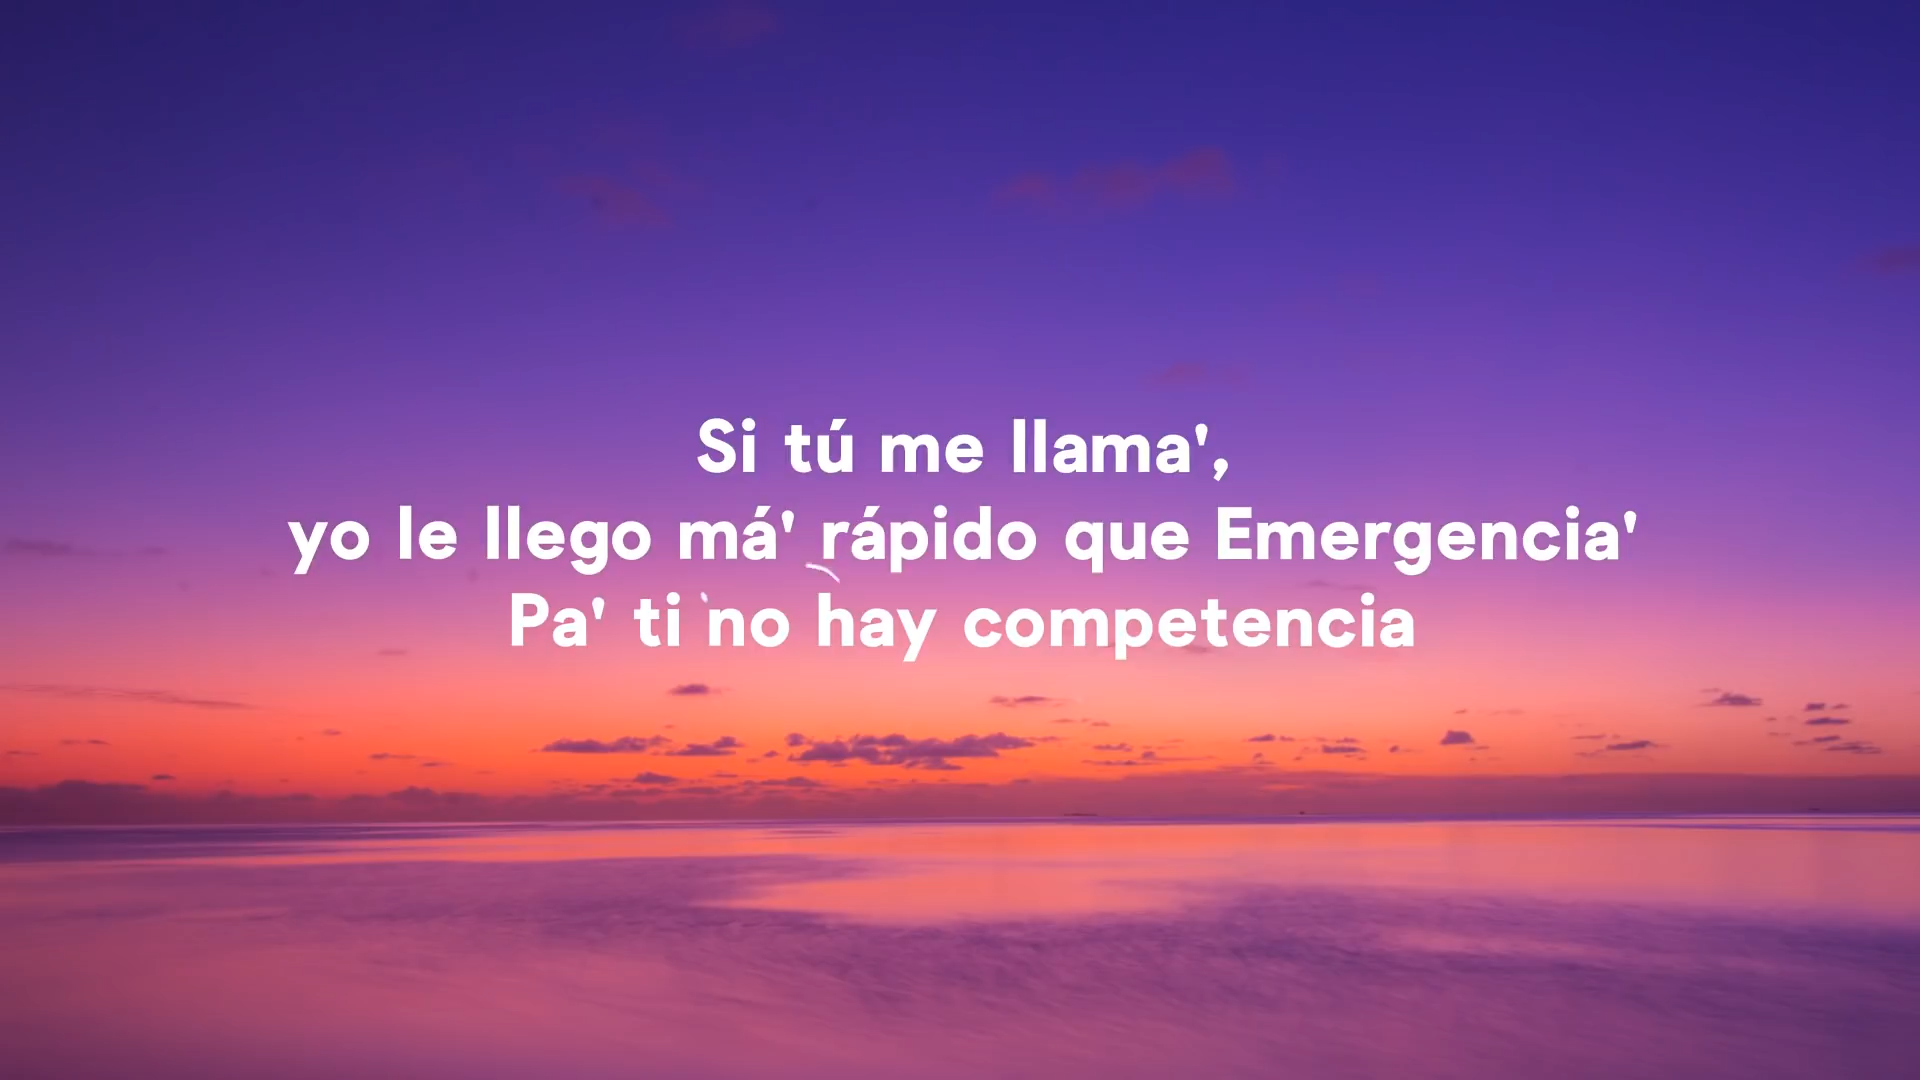 Si tú me llama',
yo le llego má' rápido que Emergencia'
Pa' ti no hay competencia